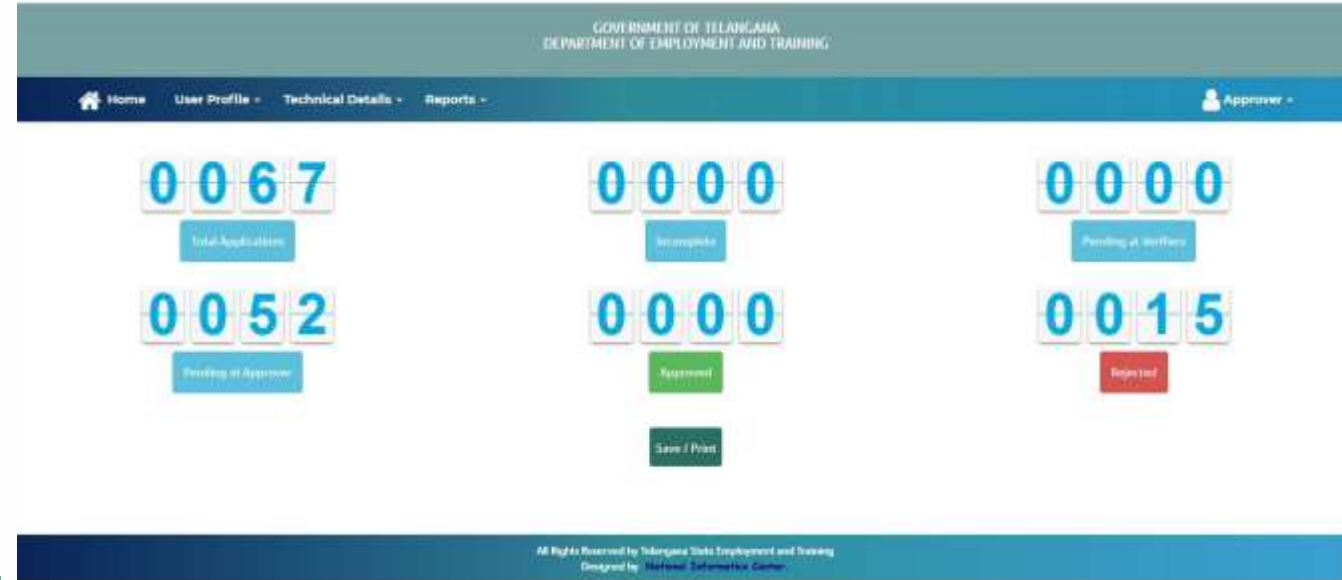 GOVERNMENT OF TELANGANA
DEPARTMENT OF EMPLOYMENT AND TRAINING
Home User Profile Technical Details Reports Approver
0067 0000 0000
Total Applications Incomplete Pending at Verifiers
0052 0000 0015
Pending at Approver Approved Rejected
Save / Print
All Rights Reserved by Telangana State Employment and Training
Designed by National Informatics Center.